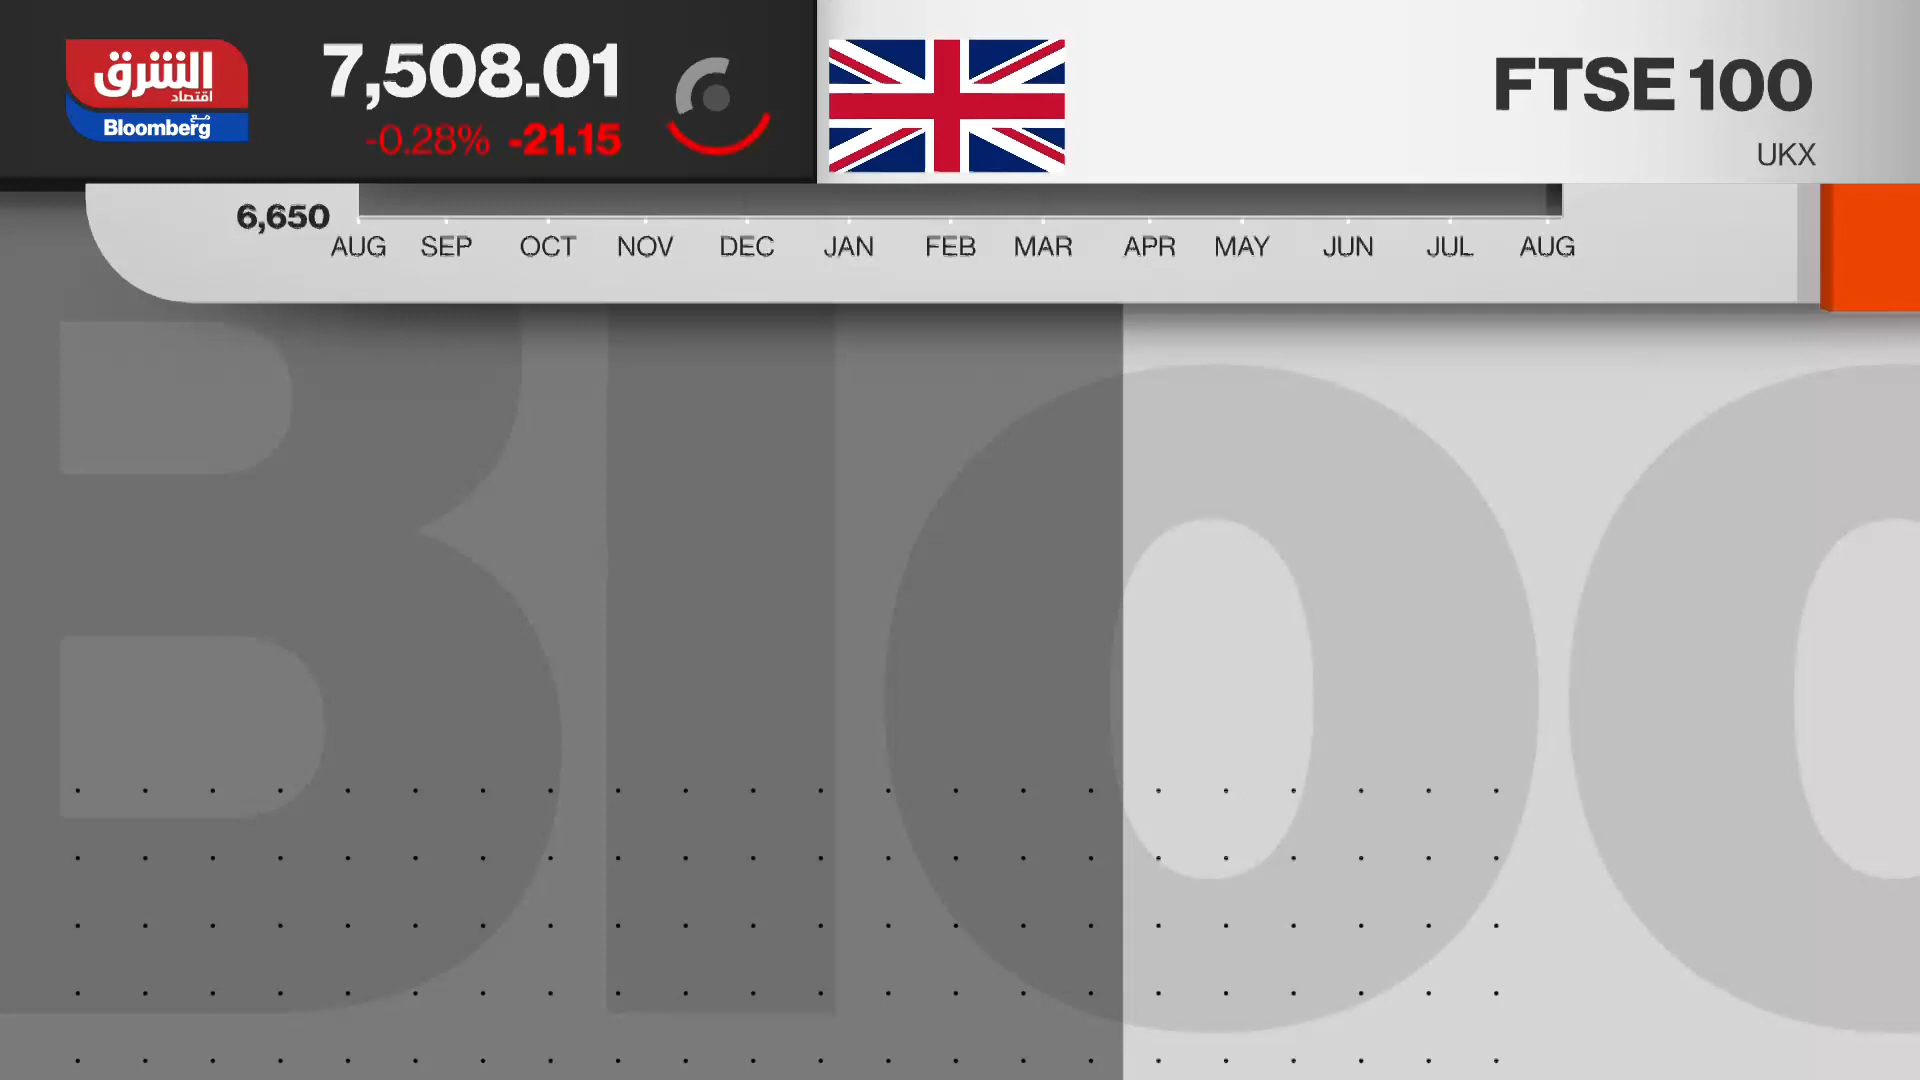 الشرق
اقتصاد
مع
Bloomberg
7,508.01
-0.28% -21.15
FTSE 100
UKX
6,650
AUG SEP OCT NOV DEC JAN FEB MAR APR MAY JUN JUL AUG
Bloo